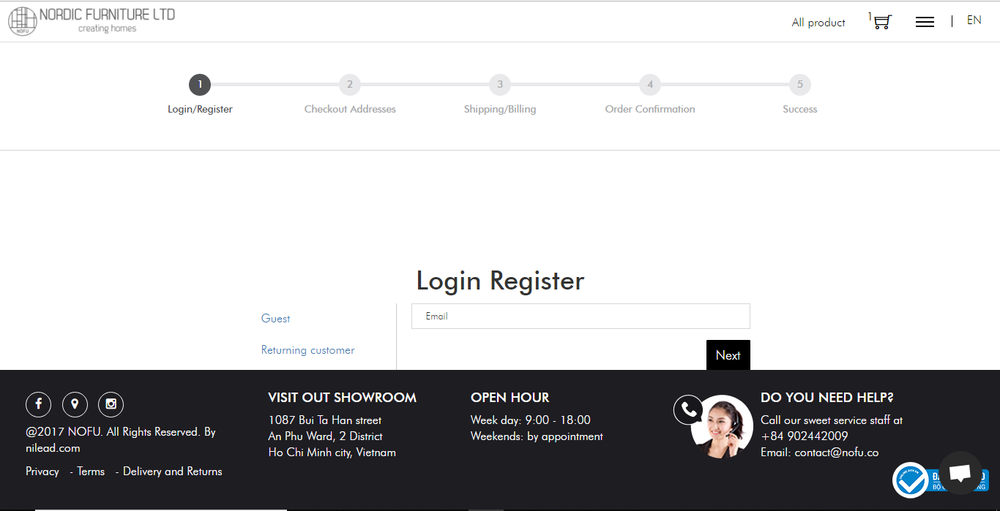 NORDIC FURNITURE LTD
creating homes
NOFU
All product
1
| EN
1
2
3
4
5
Login/Register
Checkout Addresses
Shipping/Billing
Order Confirmation
Success
Login Register
Guest
Returning customer
Email
Next
@2017 NOFU. All Rights Reserved. By
nilead.com
Privacy - Terms - Delivery and Returns
VISIT OUT SHOWROOM
1087 Bui Ta Han street
An Phu Ward, 2 District
Ho Chi Minh city, Vietnam
OPEN HOUR
Week day: 9:00 - 18:00
Weekends: by appointment
DO YOU NEED HELP?
Call our sweet service staff at
+84 902442009
Email: contact@nofu.co